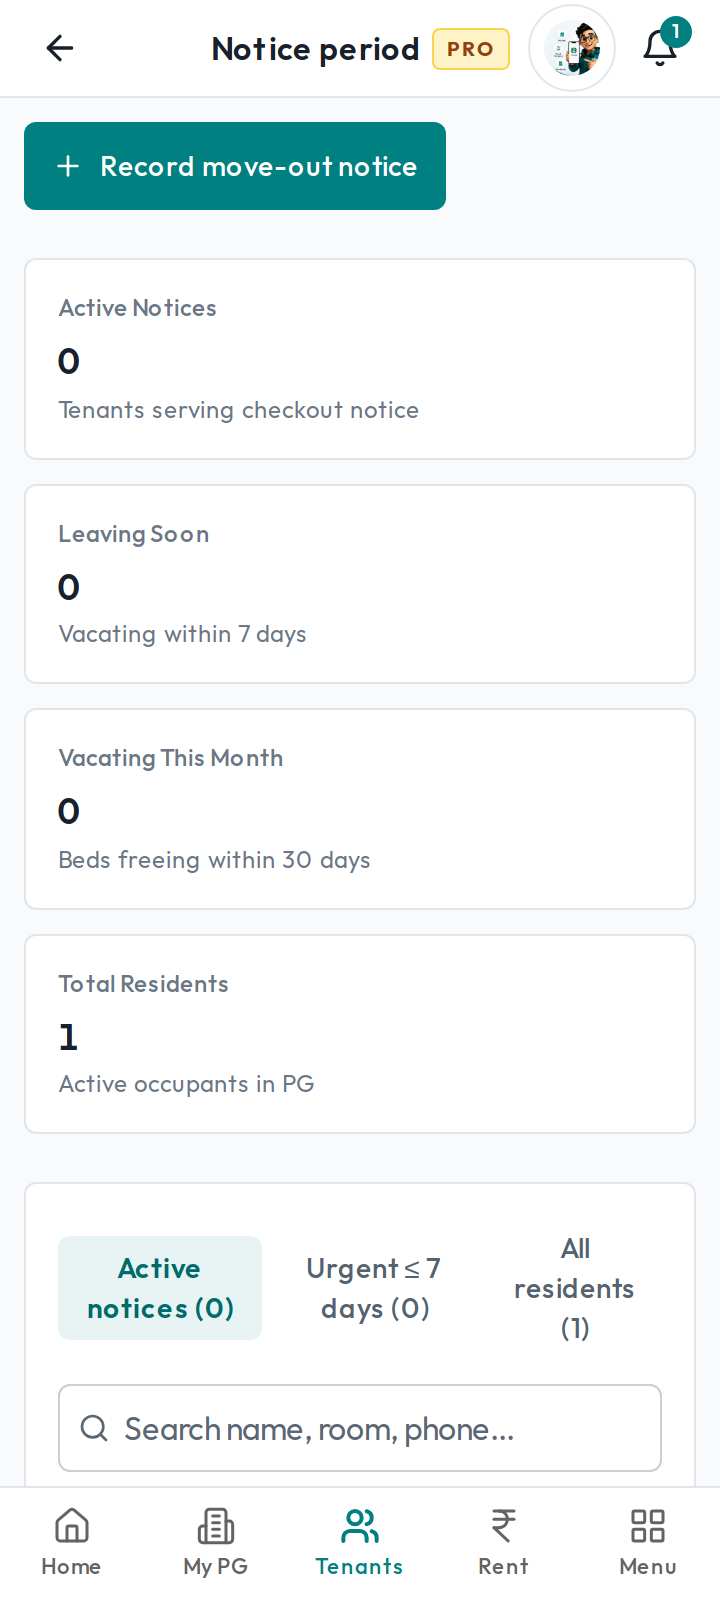 Notice period PRO
1
+ Record move-out notice
Active Notices
0
Tenants serving checkout notice
Leaving Soon
0
Vacating within 7 days
Vacating This Month
0
Beds freeing within 30 days
Total Residents
1
Active occupants in PG
Active
notices (0)
Urgent ≤ 7
days (0)
All
residents
(1)
Search name, room, phone...
Home
My PG
Tenants
Rent
Menu